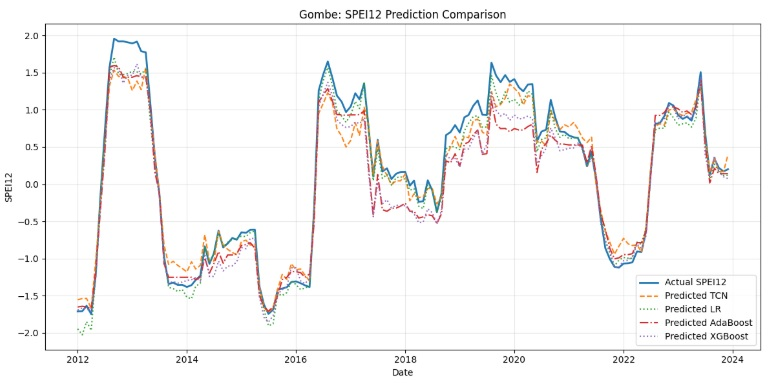 Gombe: SPEI12 Prediction Comparison
2.0
1.5
1.0
0.5
0.0
−0.5
−1.0
−1.5
−2.0
SPEI12
2012
2014
2016
2018
2020
2022
2024
Date
Actual SPEI12
Predicted TCN
Predicted LR
Predicted AdaBoost
Predicted XGBoost